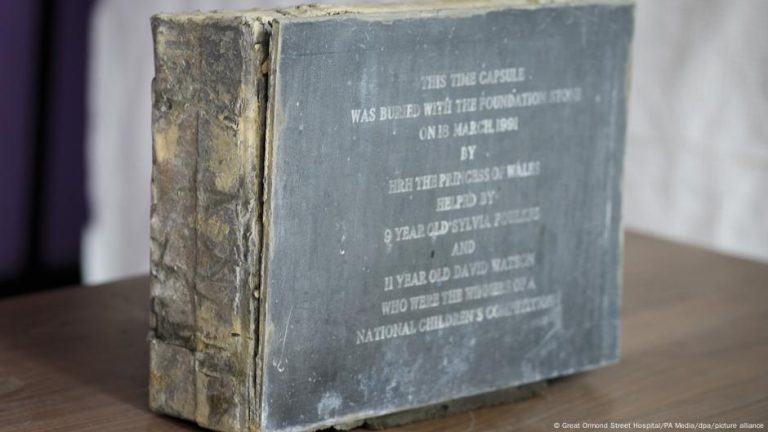 THIS TIME CAPSULE
WAS BURIED WITH THE FOUNDATION STONE
ON 18 MARCH, 1991
BY
HRH THE PRINCESS OF WALES
HELPED BY
9 YEAR OLD SYLVIA FOULKES
AND
11 YEAR OLD DAVID WATSON
WHO WERE THE WINNERS OF A
NATIONAL CHILDREN'S COMPETITION
© Great Ormond Street Hospital/PA Media/dpa/picture alliance